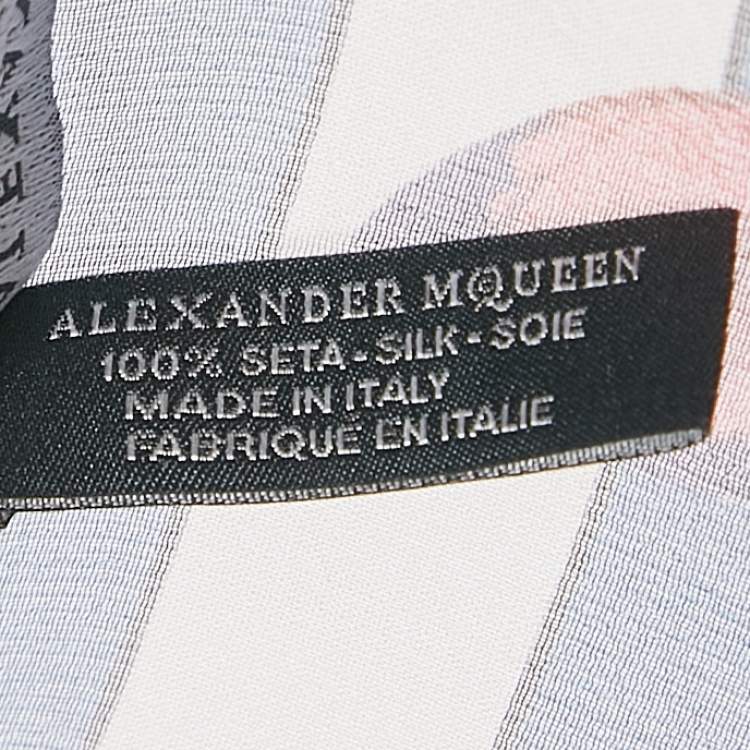 ALEXANDER MQUEEN
100% SETA-SILK-SOIE
MADE IN ITALY
FABRIQUE EN ITALIE